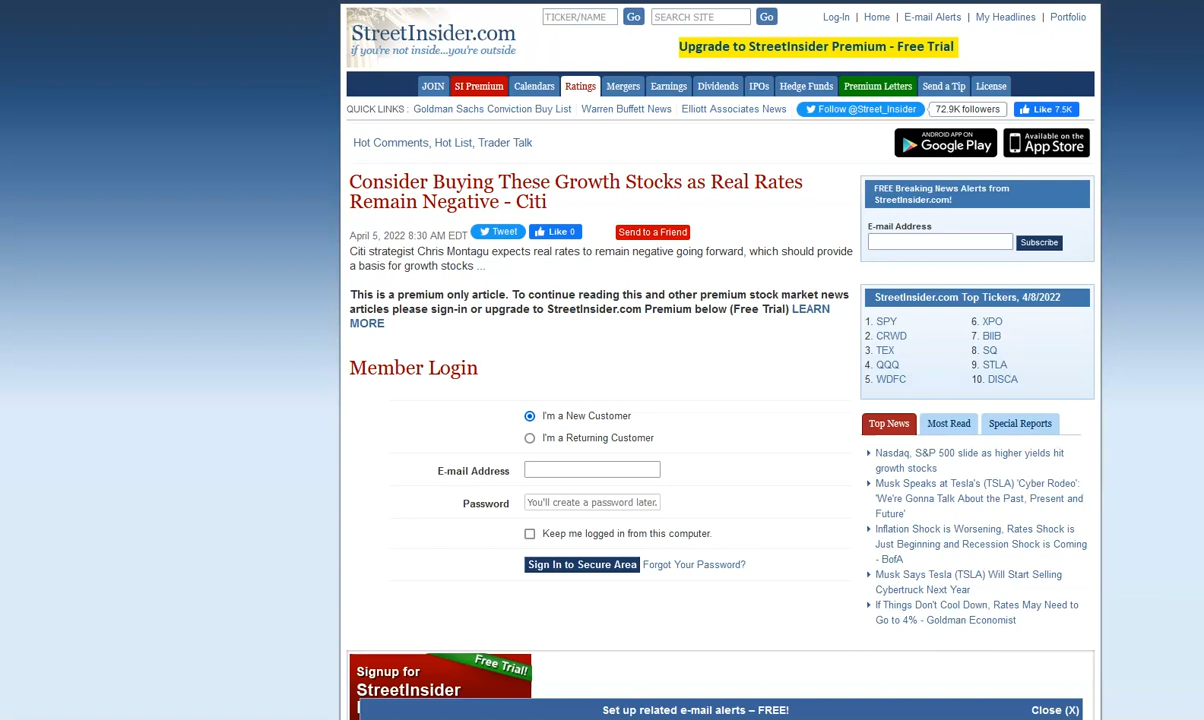 StreetInsider.com
if you're not inside...you're outside
TICKER/NAME Go SEARCH SITE Go
Log-In | Home | E-mail Alerts | My Headlines | Portfolio
Upgrade to StreetInsider Premium - Free Trial
JOIN SI Premium Calendars Ratings Mergers Earnings Dividends IPOs Hedge Funds Premium Letters Send a Tip License
QUICK LINKS : Goldman Sachs Conviction Buy List | Warren Buffett News | Elliott Associates News Follow @Street_Insider 72.9K followers Like 7.5K
Hot Comments, Hot List, Trader Talk
ANDROID APP ON
Google Play
Available on the
App Store
Consider Buying These Growth Stocks as Real Rates
Remain Negative - Citi
April 5, 2022 8:30 AM EDT Tweet Like 0 Send to a Friend
Citi strategist Chris Montagu expects real rates to remain negative going forward, which should provide
a basis for growth stocks ...
This is a premium only article. To continue reading this and other premium stock market news
articles please sign-in or upgrade to StreetInsider.com Premium below (Free Trial) LEARN
MORE
Member Login
I'm a New Customer
I'm a Returning Customer
E-mail Address
Password You'll create a password later.
Keep me logged in from this computer.
Sign In to Secure Area Forgot Your Password?
FREE Breaking News Alerts from
StreetInsider.com!
E-mail Address
Subscribe
StreetInsider.com Top Tickers, 4/8/2022
1. SPY 6. XPO
2. CRWD 7. BIIB
3. TEX 8. SQ
4. QQQ 9. STLA
5. WDFC 10. DISCA
Top News Most Read Special Reports
Nasdaq, S&P 500 slide as higher yields hit
growth stocks
Musk Speaks at Tesla's (TSLA) 'Cyber Rodeo':
'We're Gonna Talk About the Past, Present and
Future'
Inflation Shock is Worsening, Rates Shock is
Just Beginning and Recession Shock is Coming
- BofA
Musk Says Tesla (TSLA) Will Start Selling
Cybertruck Next Year
If Things Don't Cool Down, Rates May Need to
Go to 4% - Goldman Economist
Signup for
StreetInsider
Free Trial!
Set up related e-mail alerts – FREE! Close (X)